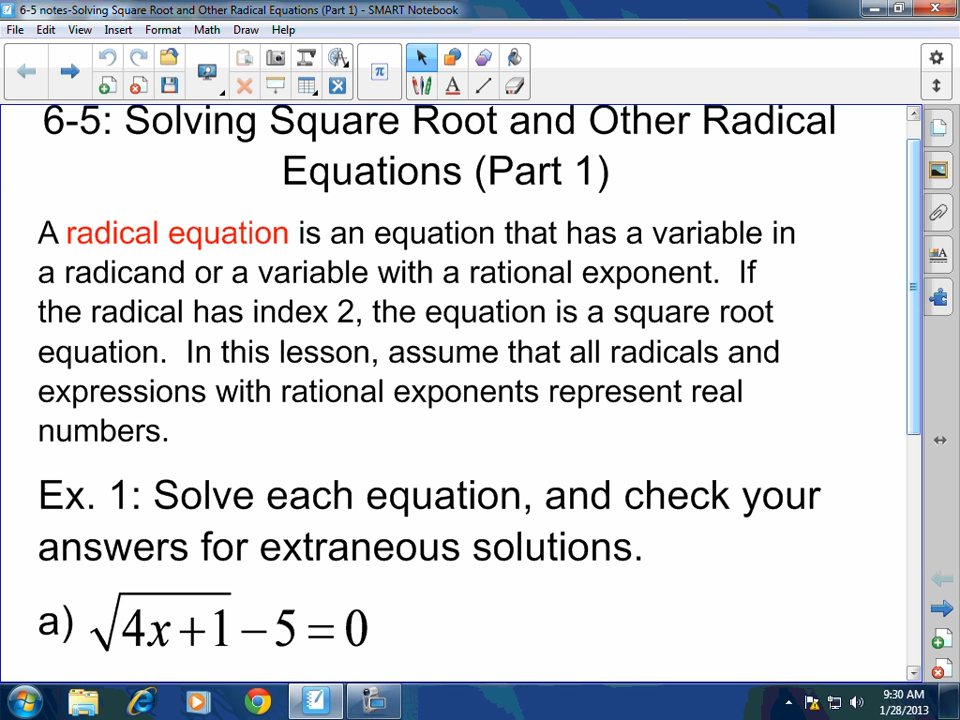 6-5 notes-Solving Square Root and Other Radical Equations (Part 1) - SMART Notebook
File Edit View Insert Format Math Draw Help
6-5: Solving Square Root and Other Radical
Equations (Part 1)
A radical equation is an equation that has a variable in
a radicand or a variable with a rational exponent. If
the radical has index 2, the equation is a square root
equation. In this lesson, assume that all radicals and
expressions with rational exponents represent real
numbers.
Ex. 1: Solve each equation, and check your
answers for extraneous solutions.
a) √(4x+1) − 5 = 0
9:30 AM
1/28/2013